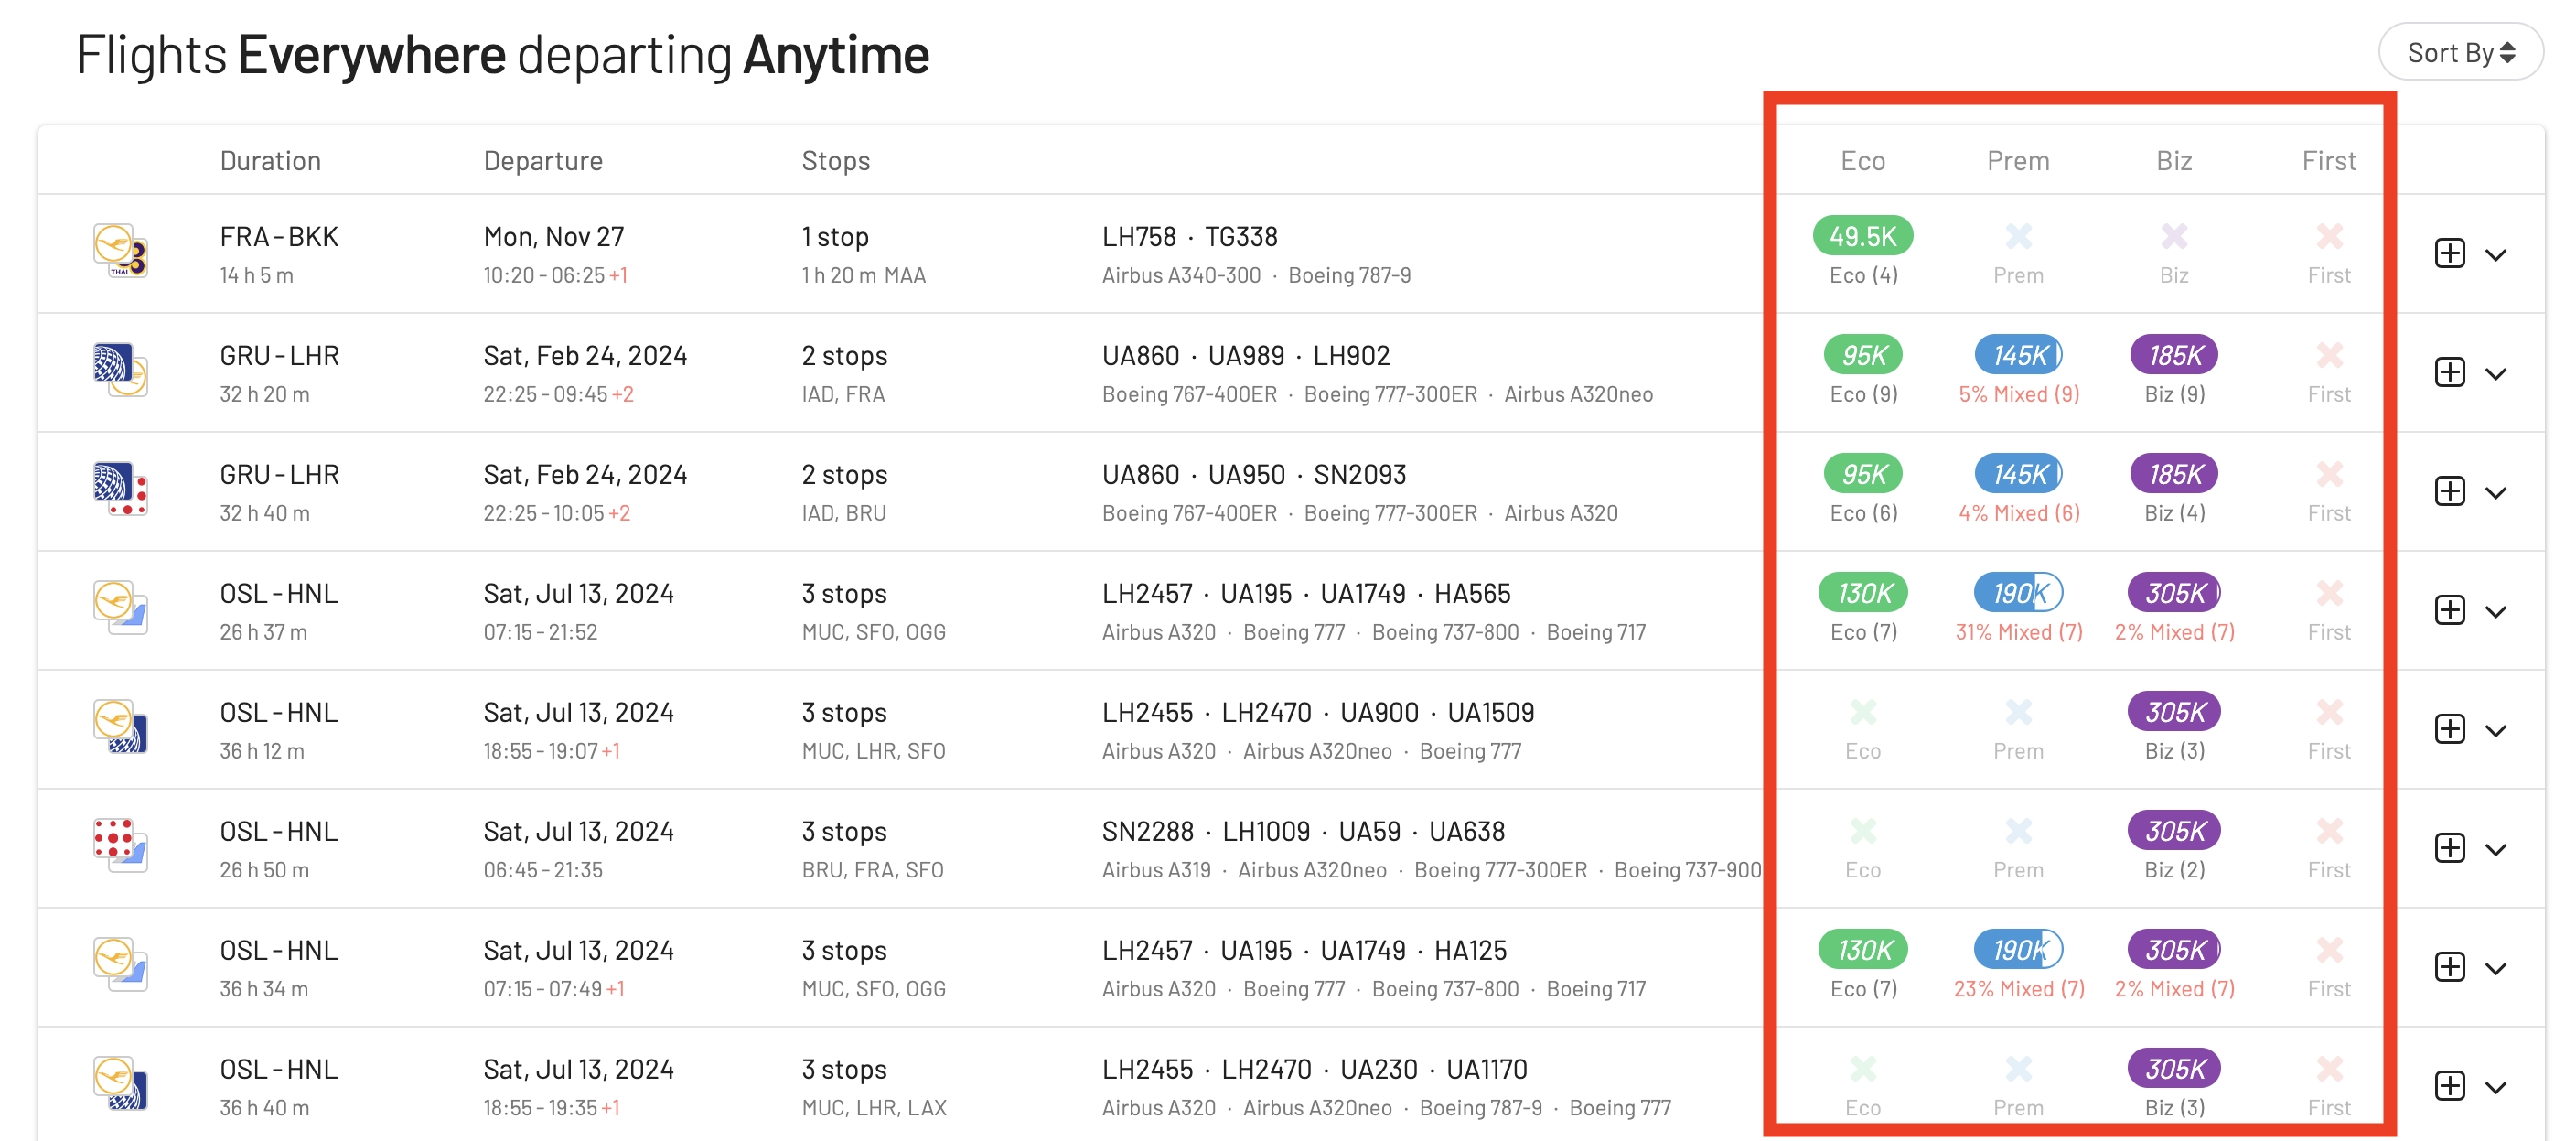 Flights Everywhere departing Anytime
Sort By
Duration Departure Stops Eco Prem Biz First
THAI
FRA - BKK Mon, Nov 27 1 stop LH758 · TG338 49.5K
14 h 5 m 10:20 - 06:25 +1 1 h 20 m MAA Airbus A340-300 · Boeing 787-9 Eco (4) Prem Biz First
GRU - LHR Sat, Feb 24, 2024 2 stops UA860 · UA989 · LH902 95K 145K 185K
32 h 20 m 22:25 - 09:45 +2 IAD, FRA Boeing 767-400ER · Boeing 777-300ER · Airbus A320neo Eco (9) 5% Mixed (9) Biz (9) First
GRU - LHR Sat, Feb 24, 2024 2 stops UA860 · UA950 · SN2093 95K 145K 185K
32 h 40 m 22:25 - 10:05 +2 IAD, BRU Boeing 767-400ER · Boeing 777-300ER · Airbus A320 Eco (6) 4% Mixed (6) Biz (4) First
OSL - HNL Sat, Jul 13, 2024 3 stops LH2457 · UA195 · UA1749 · HA565 130K 190K 305K
26 h 37 m 07:15 - 21:52 MUC, SFO, OGG Airbus A320 · Boeing 777 · Boeing 737-800 · Boeing 717 Eco (7) 31% Mixed (7) 2% Mixed (7) First
OSL - HNL Sat, Jul 13, 2024 3 stops LH2455 · LH2470 · UA900 · UA1509 305K
36 h 12 m 18:55 - 19:07 +1 MUC, LHR, SFO Airbus A320 · Airbus A320neo · Boeing 777 Eco Prem Biz (3) First
OSL - HNL Sat, Jul 13, 2024 3 stops SN2288 · LH1009 · UA59 · UA638 305K
26 h 50 m 06:45 - 21:35 BRU, FRA, SFO Airbus A319 · Airbus A320neo · Boeing 777-300ER · Boeing 737-900 Eco Prem Biz (2) First
OSL - HNL Sat, Jul 13, 2024 3 stops LH2457 · UA195 · UA1749 · HA125 130K 190K 305K
36 h 34 m 07:15 - 07:49 +1 MUC, SFO, OGG Airbus A320 · Boeing 777 · Boeing 737-800 · Boeing 717 Eco (7) 23% Mixed (7) 2% Mixed (7) First
OSL - HNL Sat, Jul 13, 2024 3 stops LH2455 · LH2470 · UA230 · UA1170 305K
36 h 40 m 18:55 - 19:35 +1 MUC, LHR, LAX Airbus A320 · Airbus A320neo · Boeing 787-9 · Boeing 777 Eco Prem Biz (3) First